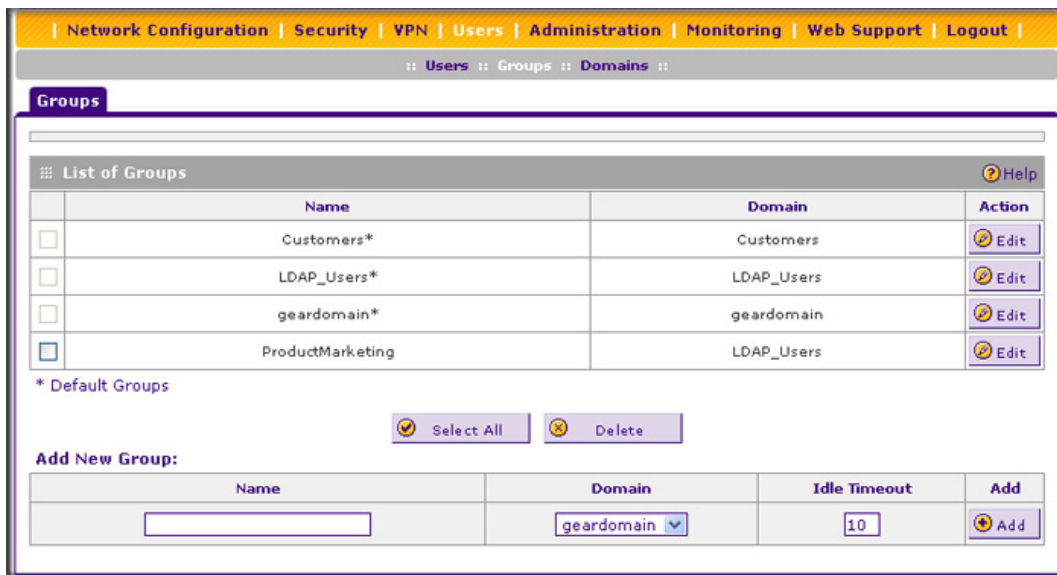 | Network Configuration | Security | VPN | Users | Administration | Monitoring | Web Support | Logout |
:: Users :: Groups :: Domains ::
Groups
List of Groups Help
Name Domain Action
Customers* Customers Edit
LDAP_Users* LDAP_Users Edit
geardomain* geardomain Edit
ProductMarketing LDAP_Users Edit
* Default Groups
Select All Delete
Add New Group:
Name Domain Idle Timeout Add
geardomain 10 Add